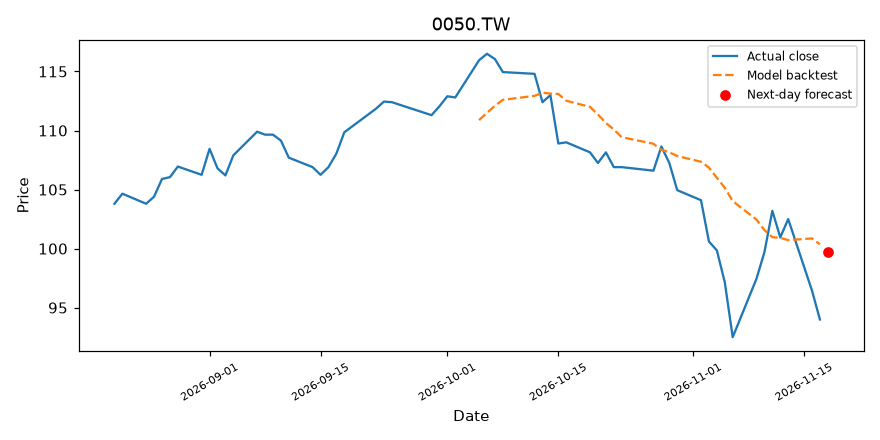 0050.TW
Actual close
Model backtest
Next-day forecast
Price
115
110
105
100
95
2026-09-01
2026-09-15
2026-10-01
2026-10-15
2026-11-01
2026-11-15
Date